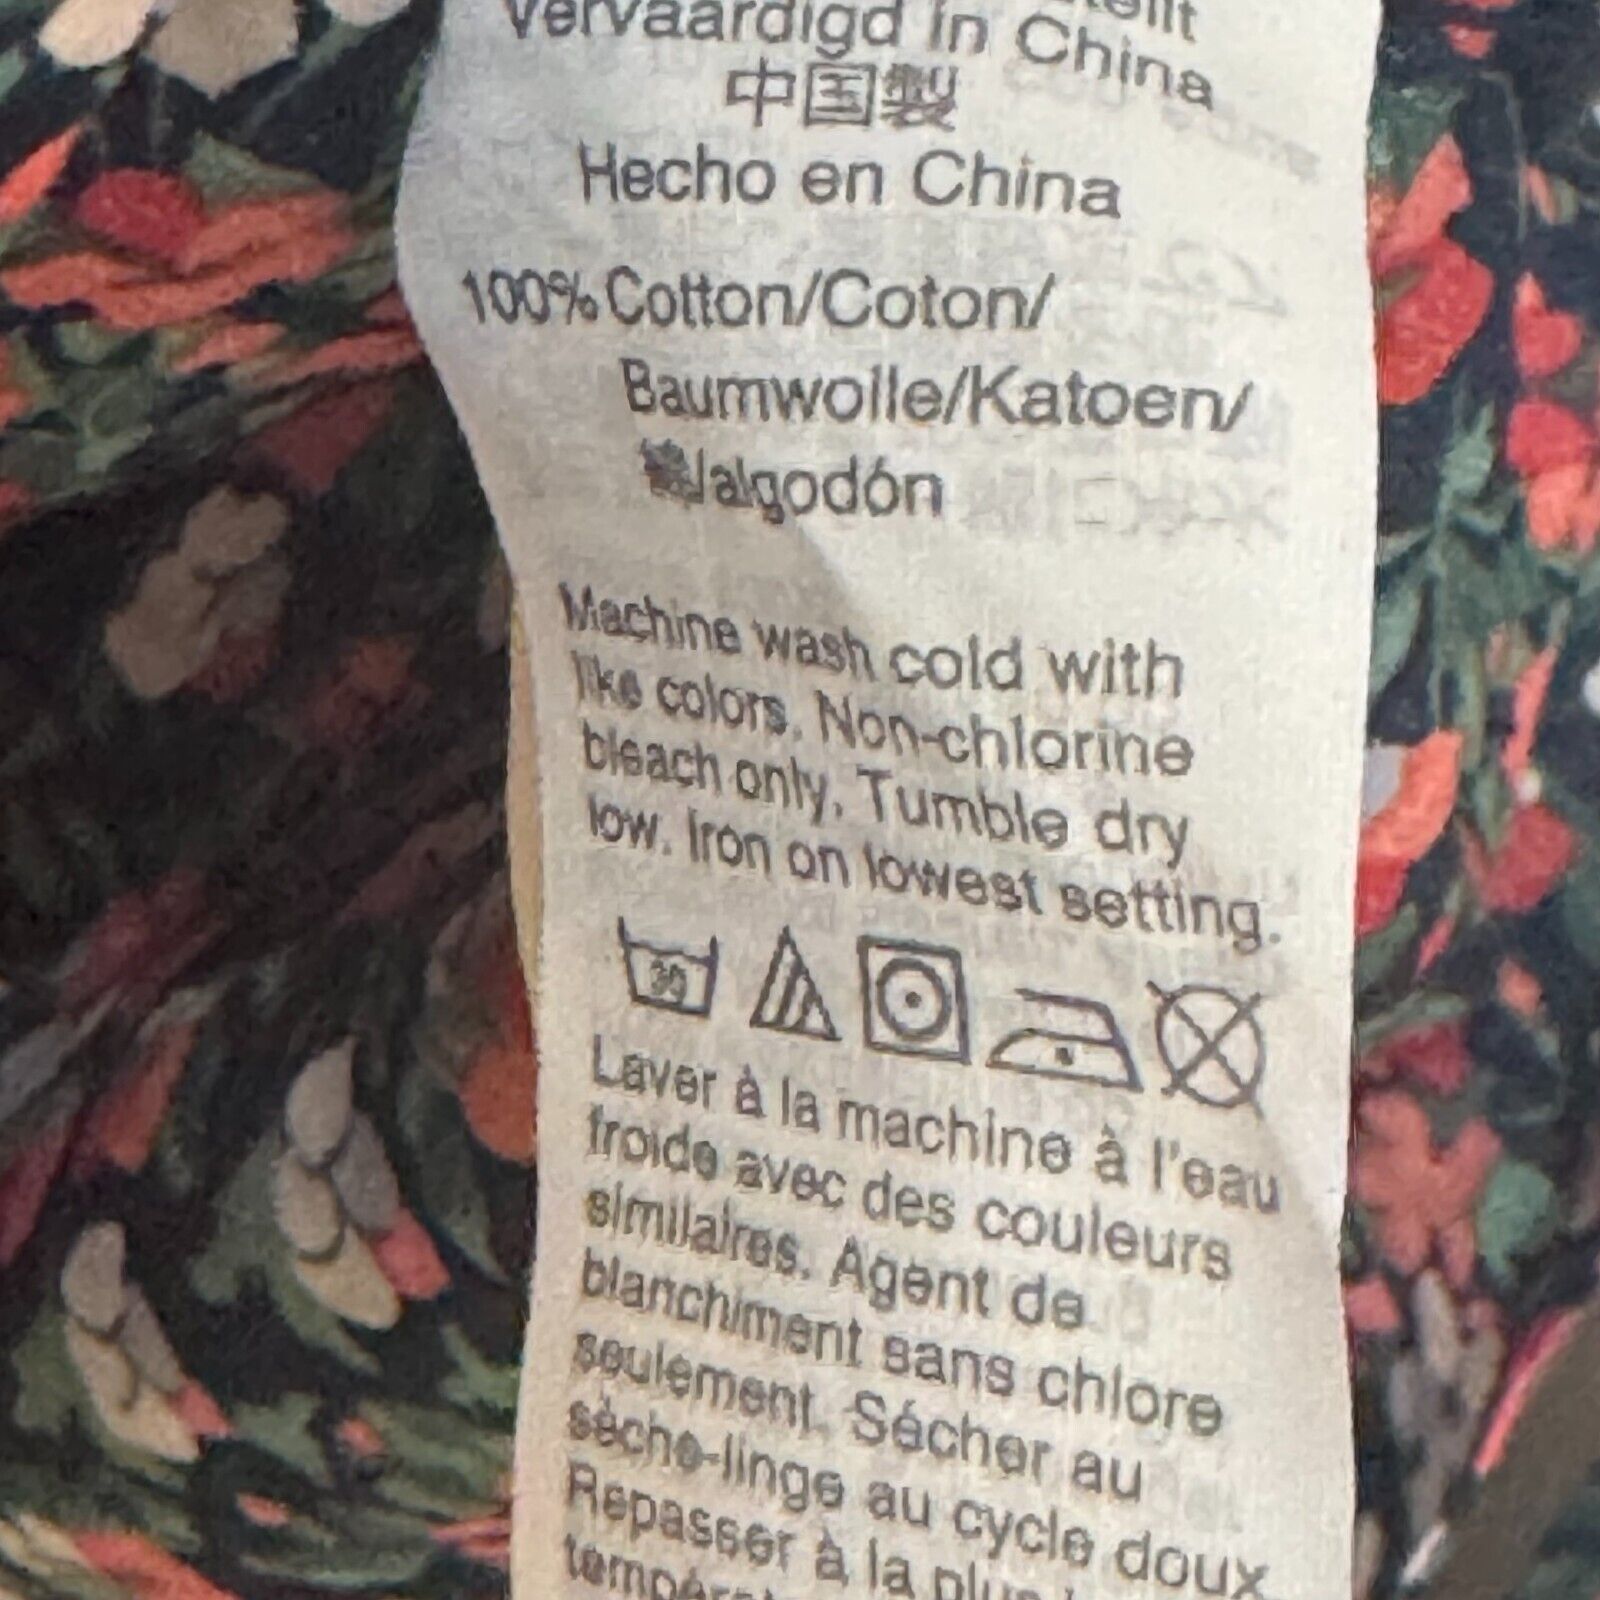 Vervaardigd in China
中国製
Hecho en China
100% Cotton/Coton/
Baumwolle/Katoen/
綿/algodón
Machine wash cold with
like colors. Non-chlorine
bleach only. Tumble dry
low. Iron on lowest setting.
30
Laver à la machine à l'eau
froide avec des couleurs
similaires. Agent de
blanchiment sans chlore
seulement. Sécher au
sèche-linge au cycle doux
Repasser à la plus